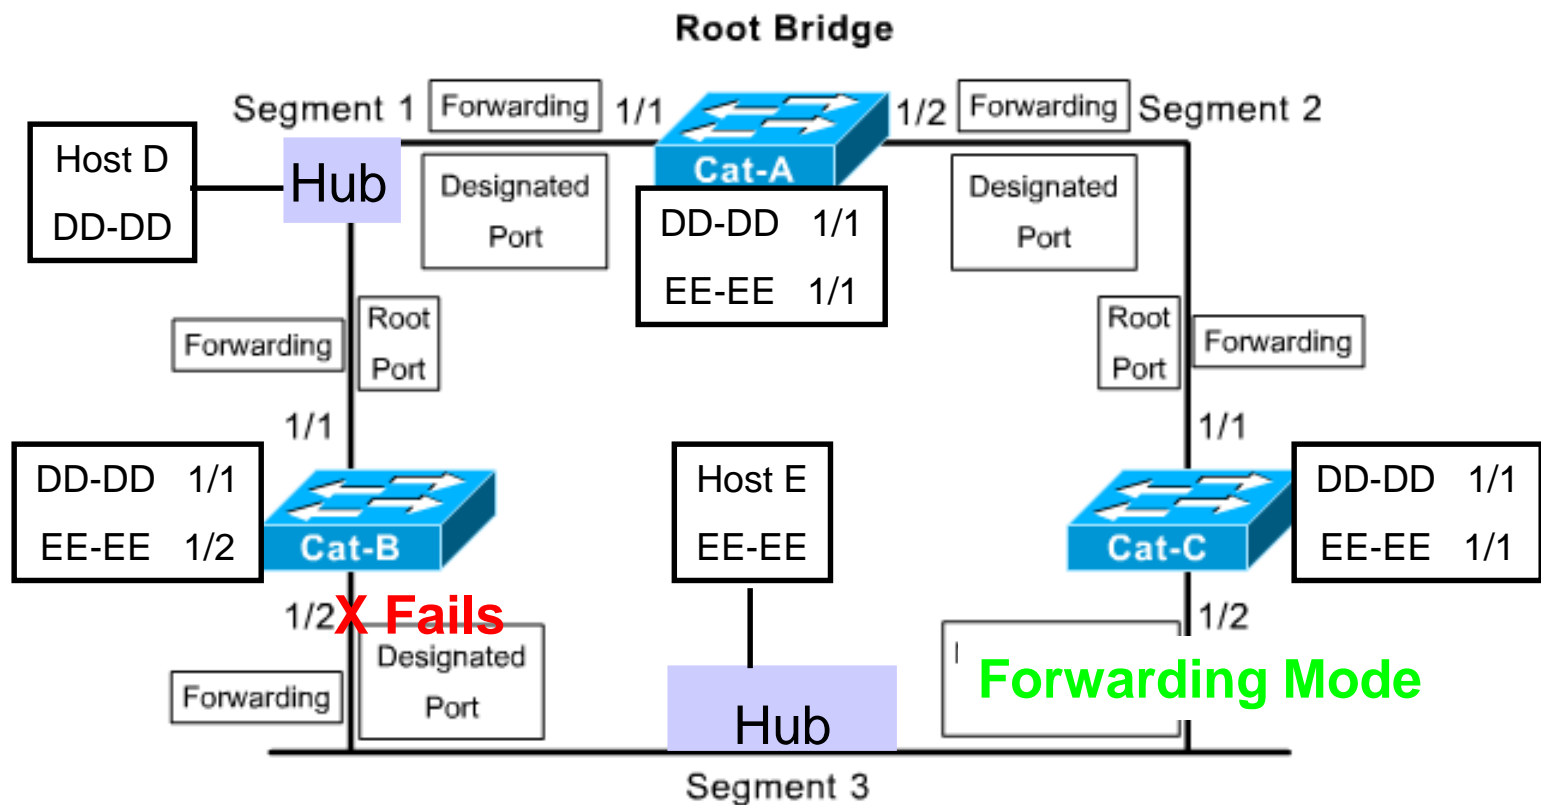 Root Bridge
Segment 1
Forwarding
1/1
1/2
Forwarding
Segment 2
Host D
DD-DD
Hub
Cat-A
Designated
Port
DD-DD 1/1
EE-EE 1/1
Designated
Port
Forwarding
Root
Port
Root
Port
Forwarding
1/1
1/1
DD-DD 1/1
EE-EE 1/2
Cat-B
Host E
EE-EE
Cat-C
DD-DD 1/1
EE-EE 1/1
1/2
X Fails
1/2
Designated
Port
Forwarding
Forwarding Mode
Hub
Segment 3